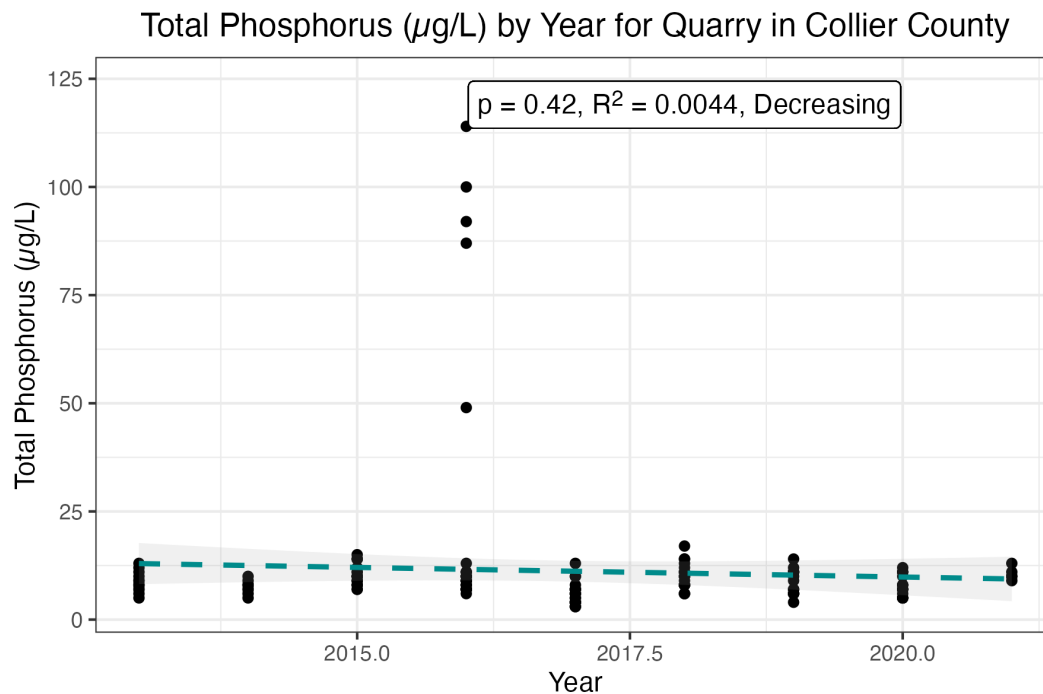 Total Phosphorus (µg/L) by Year for Quarry in Collier County
p = 0.42, R² = 0.0044, Decreasing
125
100
75
50
25
0
Total Phosphorus (µg/L)
2015.0 2017.5 2020.0
Year